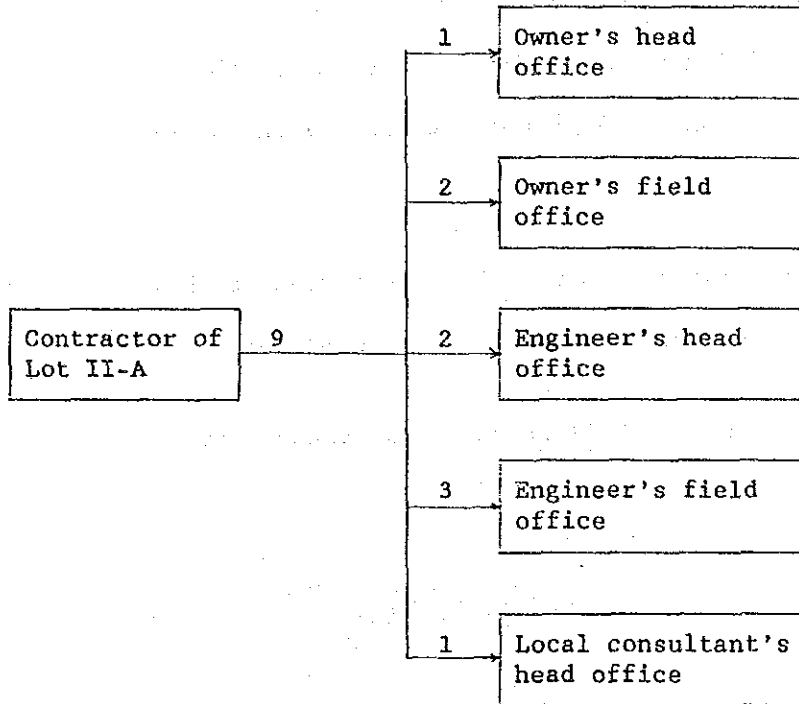 1
Owner's head
office
2
Owner's field
office
Contractor of
Lot II-A
9
2
Engineer's head
office
3
Engineer's field
office
1
Local consultant's
head office